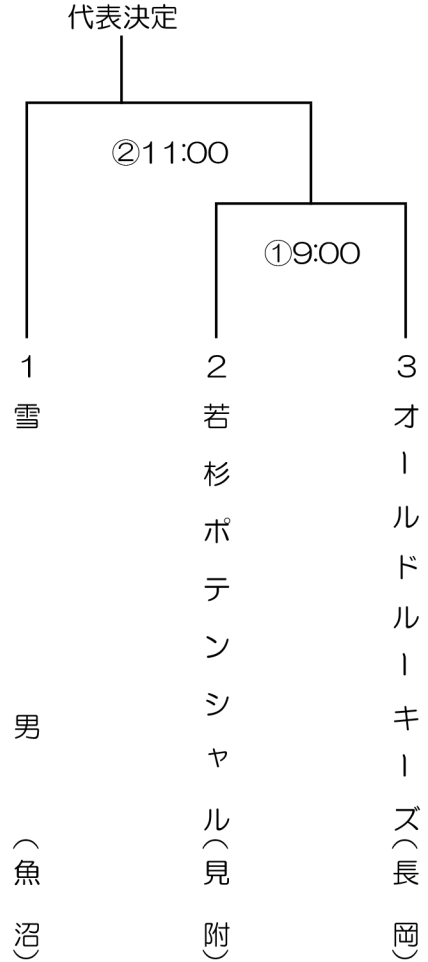 代表決定
②11:00
①9:00
1
雪男(魚沼)
2
若杉ポテンシャル(見附)
3
オールドルーキーズ(長岡)